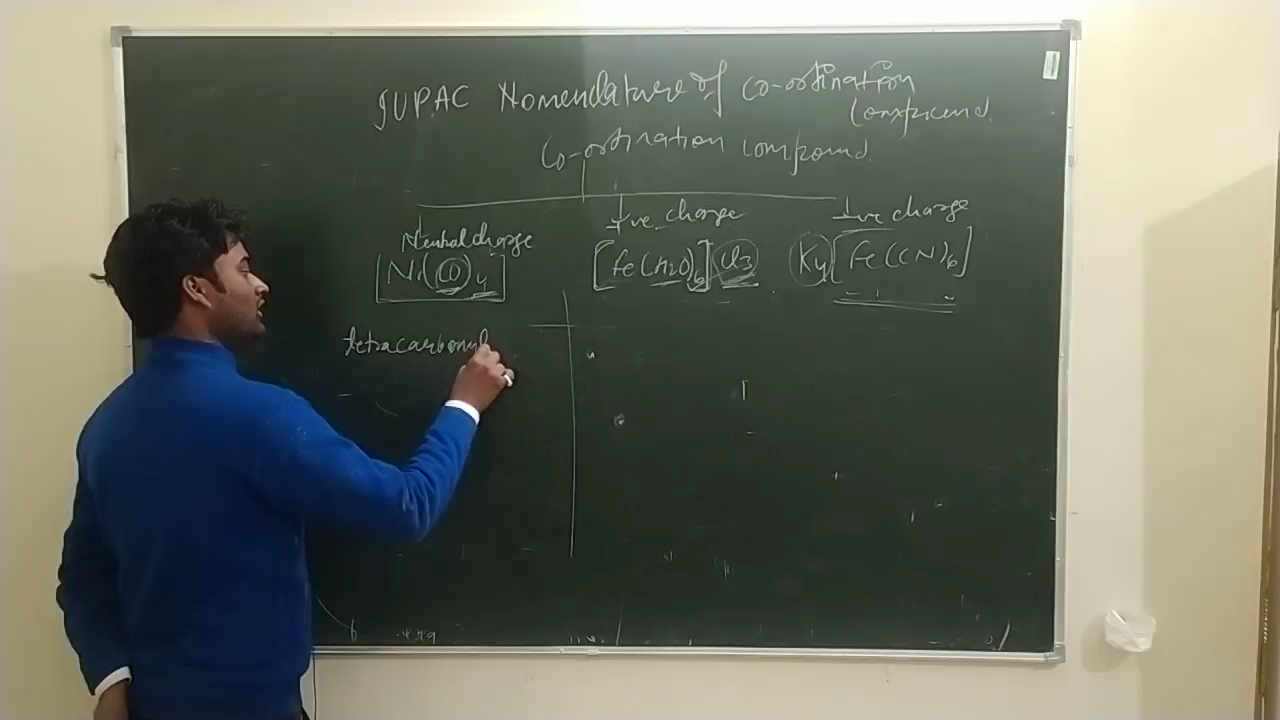 IUPAC Nomenclature of Co-ordination
Compound
Co-ordination compound
Neutral charge +ve charge -ve charge
[Ni(CO)4] [Fe(H2O)6]Cl3 K4[Fe(CN)6]
tetracarbonyl